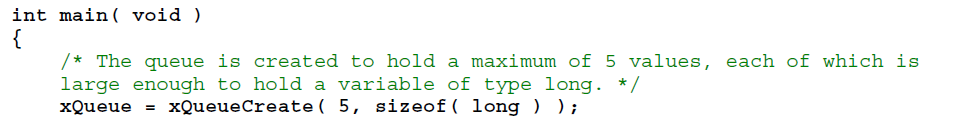 int main( void )
{
/* The queue is created to hold a maximum of 5 values, each of which is
large enough to hold a variable of type long. */
xQueue = xQueueCreate( 5, sizeof( long ) );